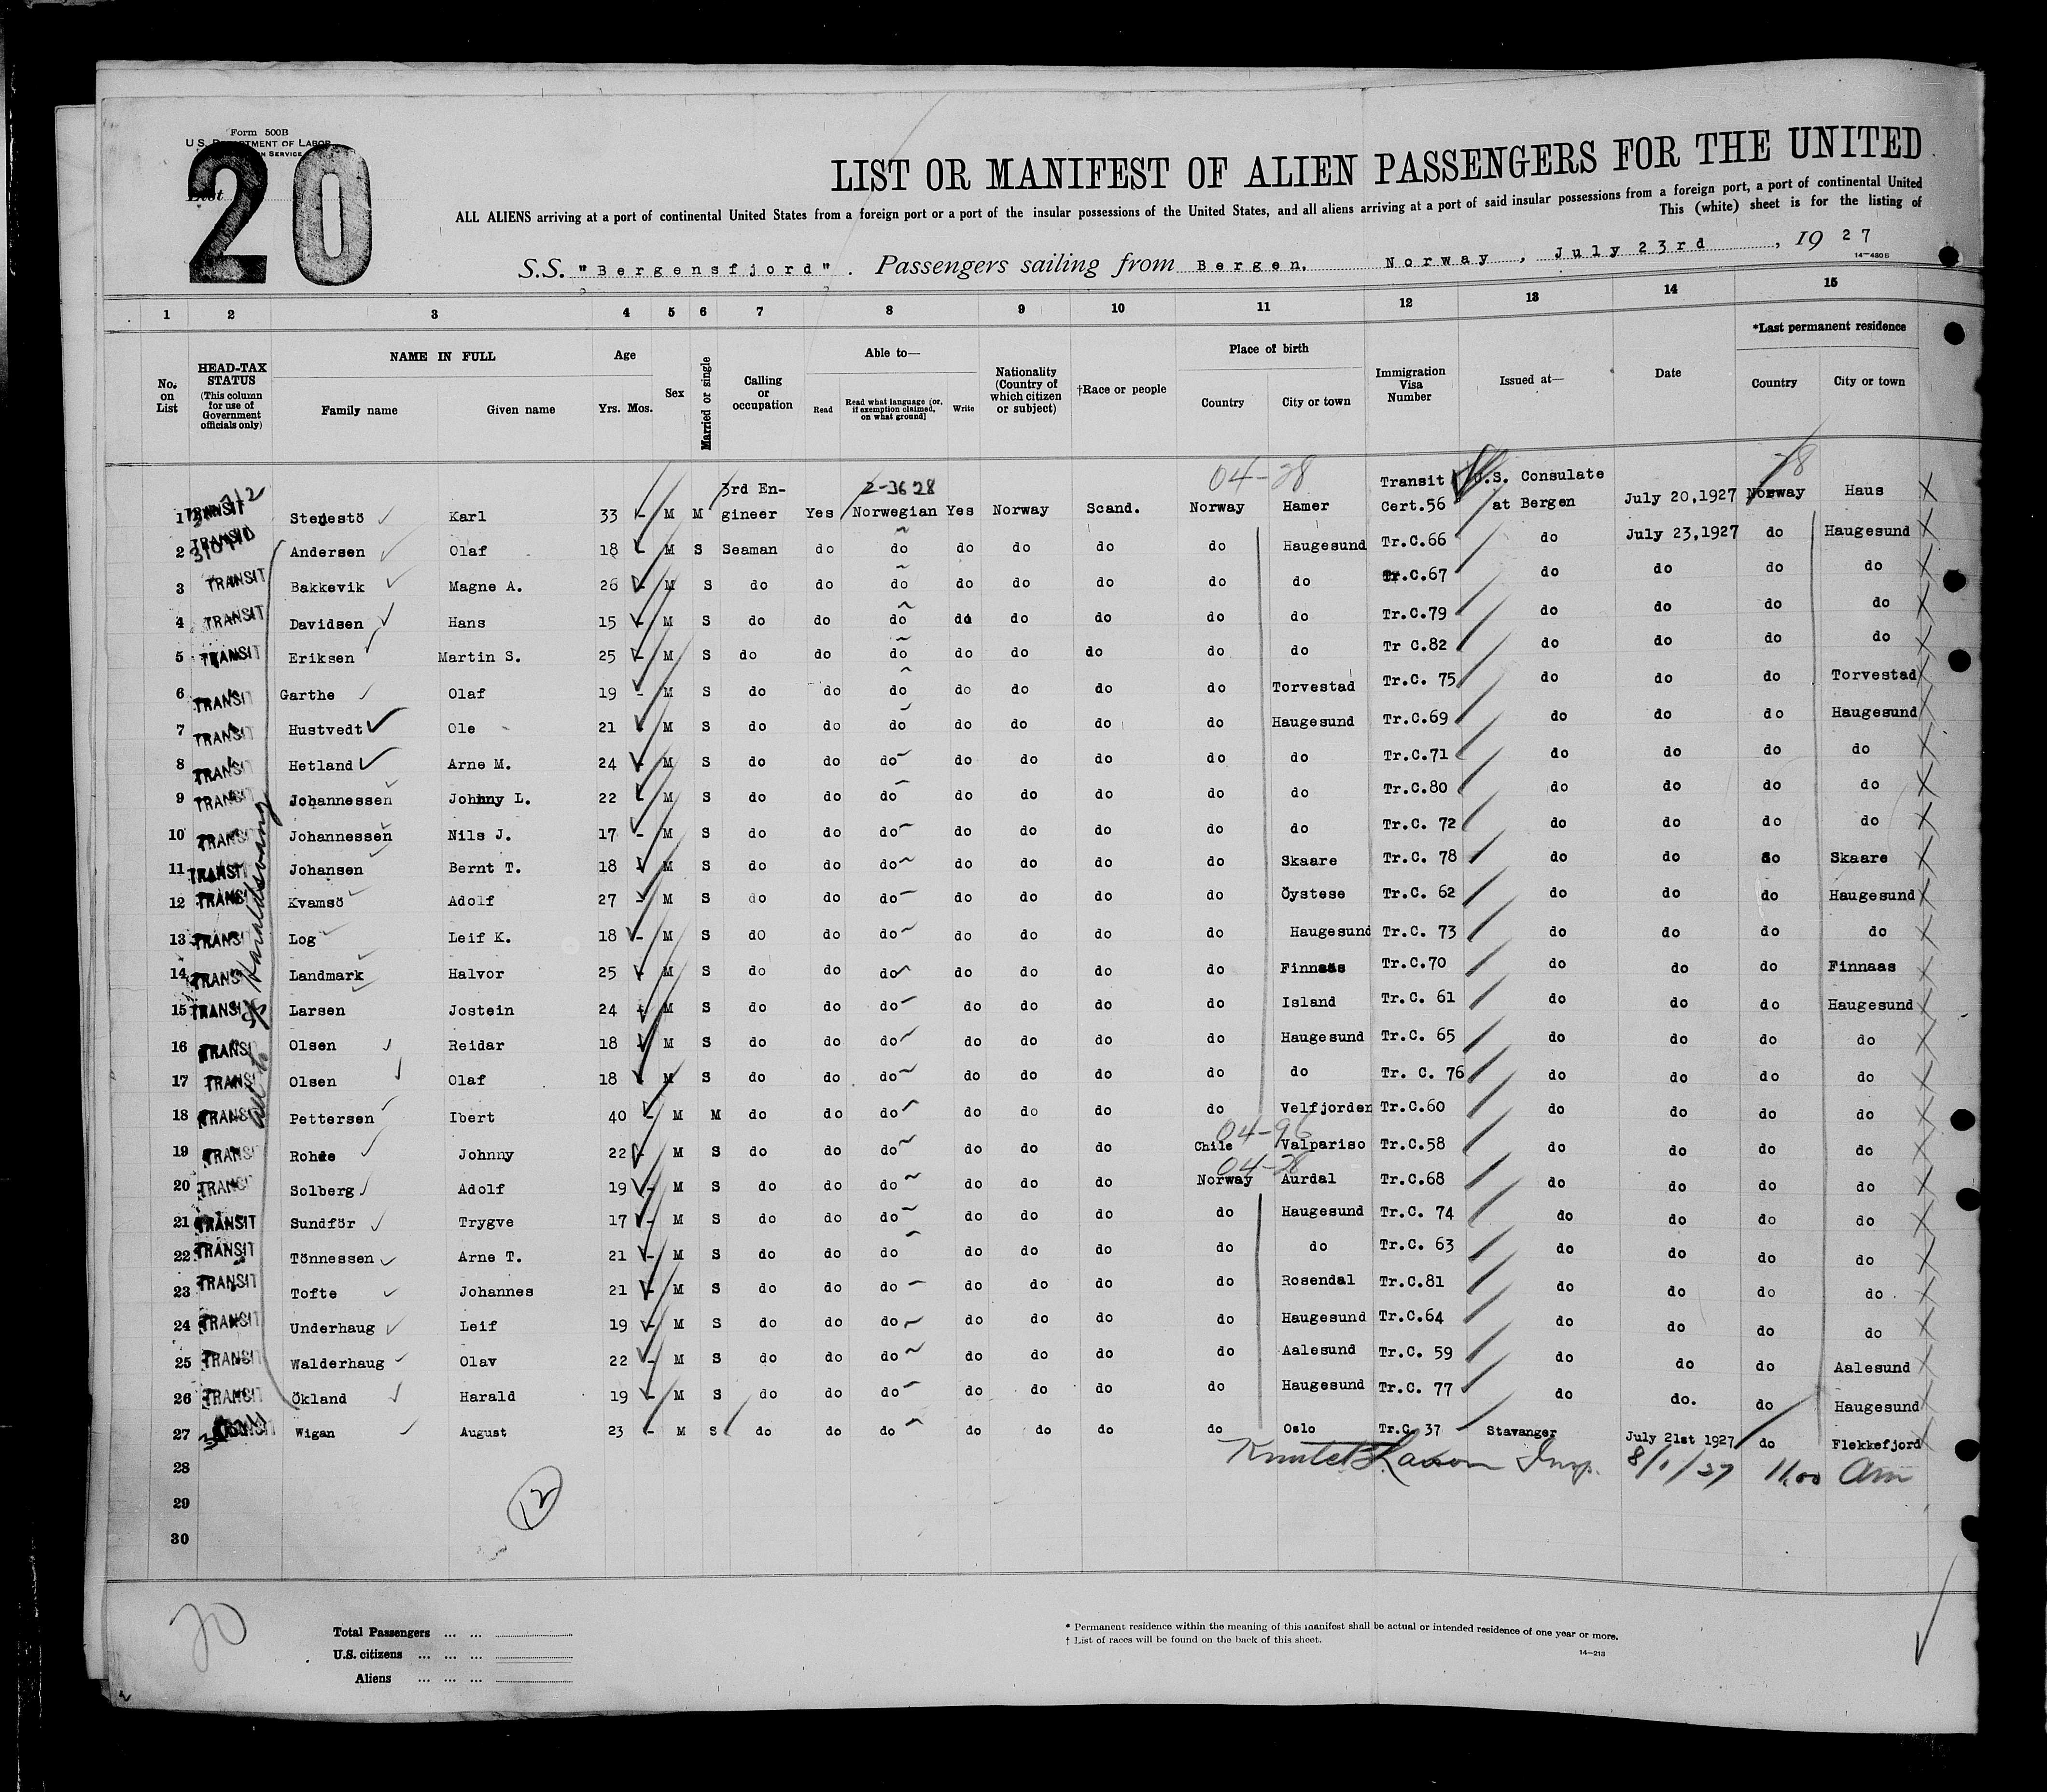 Form 500B
U.S. Department of Labor
20
List
LIST OR MANIFEST OF ALIEN PASSENGERS FOR THE UNITED
ALL ALIENS arriving at a port of continental United States from a foreign port or a port of the insular possessions of the United States, and all aliens arriving at a port of said insular possessions from a foreign port, a port of continental United
This (white) sheet is for the listing of
S.S. "Bergensfjord". Passengers sailing from Bergen, Norway, July 23rd, 1927
14—480B
1 2 3 4 5 6 7 8 9 10 11 12 13 14 15
No. on List
HEAD-TAX STATUS (This column for use of Government officials only)
NAME IN FULL
Family name Given name
Age
Yrs. Mos.
Sex
Married or single
Calling or occupation
Able to—
Read Read what language (or, if exemption claimed, on what ground) Write
Nationality (Country of which citizen or subject)
†Race or people
Place of birth
Country City or town
Immigration Visa Number
Issued at—
Date
*Last permanent residence
Country City or town
2-3628 04-28 28
1 TRANSIT Stenestö Karl 33 - M M 3rd Engineer Yes Norwegian Yes Norway Scand. Norway Hamer Transit Cert.56 U.S. Consulate at Bergen July 20,1927 Norway Haus
2 TRANSIT Andersen Olaf 18 - M S Seaman do do do do do do Haugesund Tr.C.66 do July 23,1927 do Haugesund
3 TRANSIT Bakkevik Magne A. 26 - M S do do do do do do do do Tr.C.67 do do do do
4 TRANSIT Davidsen Hans 15 - M S do do do do do do do do Tr.C.79 do do do do
5 TRANSIT Eriksen Martin S. 25 - M S do do do do do do do do Tr C.82 do do do do
6 TRANSIT Garthe Olaf 19 - M S do do do do do do do Torvestad Tr.C. 75 do do do Torvestad
7 TRANSIT Hustvedt Ole 21 - M S do do do do do do do Haugesund Tr.C.69 do do do Haugesund
8 TRANSIT Hetland Arne M. 24 - M S do do do do do do do do Tr.C.71 do do do do
9 TRANSIT Johannessen Johnny L. 22 - M S do do do do do do do do Tr.C.80 do do do do
10 TRANSIT Johannessen Nils J. 17 - M S do do do do do do do do Tr.C. 72 do do do do
11 TRANSIT Johansen Bernt T. 18 - M S do do do do do do do Skaare Tr.C. 78 do do do Skaare
12 TRANSIT Kvamsö Adolf 27 - M S do do do do do do do Öystese Tr.C. 62 do do do Haugesund
13 TRANSIT Log Leif K. 18 - M S do do do do do do do Haugesund Tr.C. 73 do do do do
14 TRANSIT Landmark Halvor 25 - M S do do do do do do do Finnaas Tr.C.70 do do do Finnaas
15 TRANSIT Larsen Jostein 24 - M S do do do do do do do Island Tr.C. 61 do do do Haugesund
16 TRANSIT Olsen Reidar 18 - M S do do do do do do do Haugesund Tr.C. 65 do do do do
17 TRANSIT Olsen Olaf 18 - M S do do do do do do do do Tr. C. 76 do do do do
18 TRANSIT Pettersen Ibert 40 - M M do do do do do do do Velfjorden Tr.C.60 do do do do
04-96
19 TRANSIT Rohde Johnny 22 - M S do do do do do do Chile Valpariso Tr.C.58 do do do do
04-28
20 TRANSIT Solberg Adolf 19 - M S do do do do do do Norway Aurdal Tr.C.68 do do do do
21 TRANSIT Sundför Trygve 17 - M S do do do do do do do Haugesund Tr.C. 74 do do do do
22 TRANSIT Tönnessen Arne T. 21 - M S do do do do do do do do Tr.C. 63 do do do do
23 TRANSIT Tofte Johannes 21 - M S do do do do do do do Rosendal Tr.C.81 do do do do
24 TRANSIT Underhaug Leif 19 - M S do do do do do do do Haugesund Tr.C.64 do do do do
25 TRANSIT Walderhaug Olav 22 - M S do do do do do do do Aalesund Tr.C. 59 do do do Aalesund
26 TRANSIT Ökland Harald 19 - M S do do do do do do do Haugesund Tr.C. 77 do do. do Haugesund
27 Wigan August 23 - M S do do do do do do do Oslo Tr.C. 37 Stavanger July 21st 1927 do Flekkefjord
28 Insp. 8/1/27 11.00 am
29
30
12
20
Total Passengers ... ...
U.S. citizens ... ... ...
Aliens ... ... ...
* Permanent residence within the meaning of this manifest shall be actual or intended residence of one year or more.
† List of races will be found on the back of this sheet.
14—213